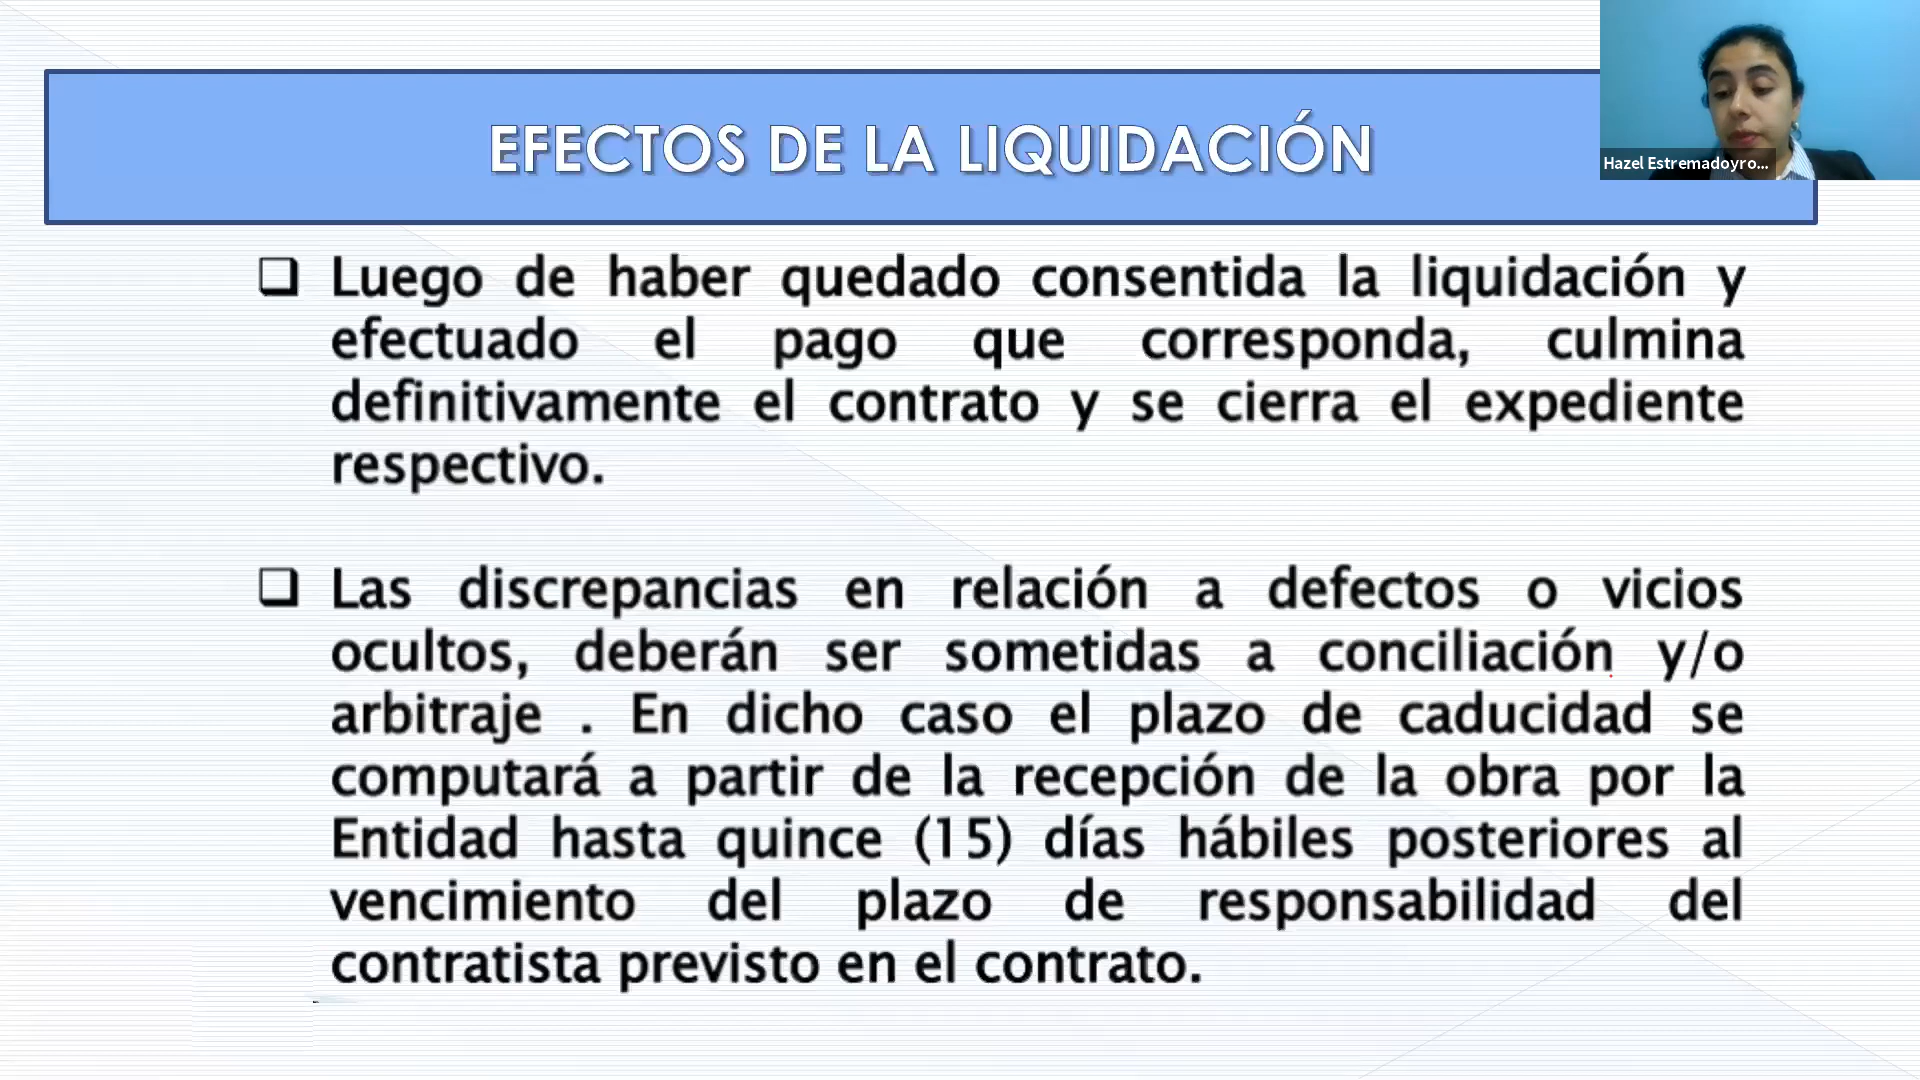 EFECTOS DE LA LIQUIDACIÓN
Hazel Estremadoyro...
Luego de haber quedado consentida la liquidación y
efectuado el pago que corresponda, culmina
definitivamente el contrato y se cierra el expediente
respectivo.
Las discrepancias en relación a defectos o vicios
ocultos, deberán ser sometidas a conciliación y/o
arbitraje . En dicho caso el plazo de caducidad se
computará a partir de la recepción de la obra por la
Entidad hasta quince (15) días hábiles posteriores al
vencimiento del plazo de responsabilidad del
contratista previsto en el contrato.